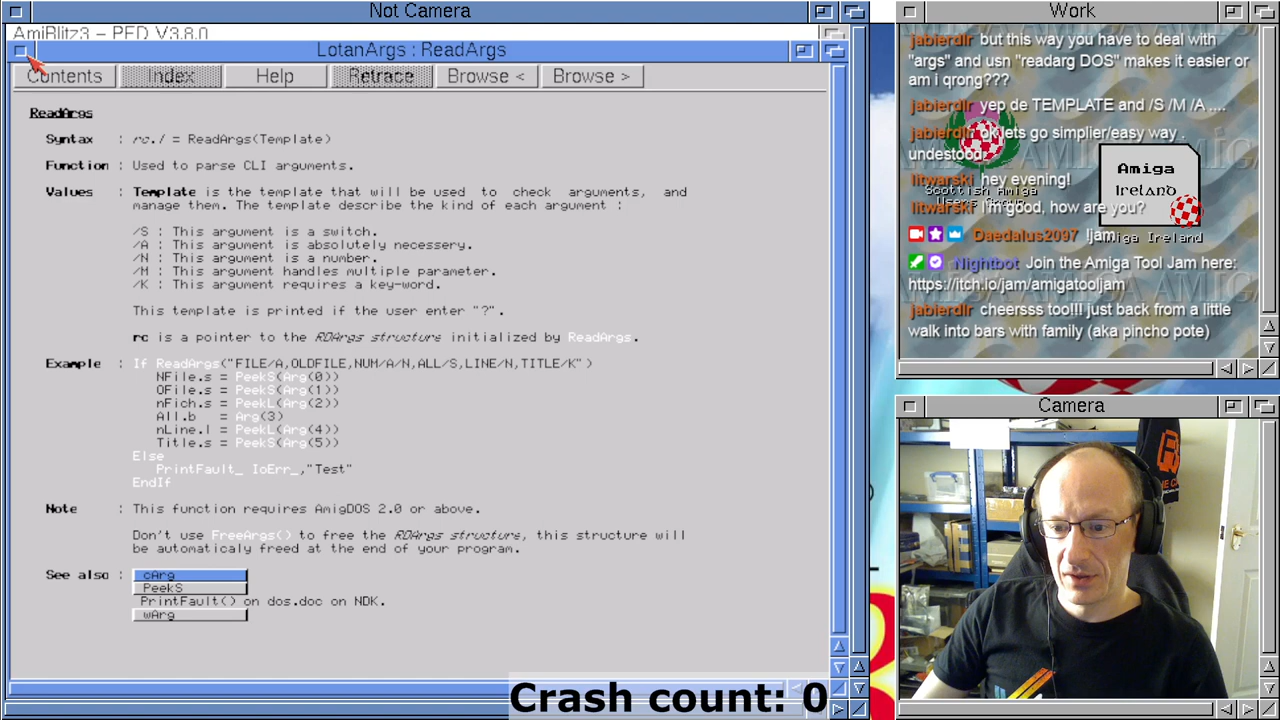 Not Camera
AmiBlitz3 - PED V3.8.0
LotanArgs : ReadArgs
Contents
Index
Help
Retrace
Browse <
Browse >
ReadArgs
Syntax : rc.l = ReadArgs(Template)
Function : Used to parse CLI arguments.
Values : Template is a template that will be used to check arguments, and
manage them. The template describe the kind of each argument :
/S : This argument is a switch.
/A : This argument is absolutely necessery.
/N : This argument is a number.
/M : This argument handles multiple parameter.
/K : This argument requires a key-word.
This template is printed if the user enter "?".
rc is a pointer to the RDArgs structure initialized by ReadArgs.
Example : If ReadArgs("FILE/A,OLDFILE,NUM/A/N,ALL/S,LINE/N,TITLE/K")
NFile.s = PeekS(Arg(0))
OFile.s = PeekS(Arg(1))
nFich.s = PeekL(Arg(2))
All.b = Arg(3)
nLine.l = PeekL(Arg(4))
Title.s = PeekS(Arg(5))
Else
PrintFault_ IoErr_,"Test"
EndIf
Note : This function requires AmigDOS 2.0 or above.
Don't use FreeArgs() to free the RDArgs structure, this structure will
be automaticaly freed at the end of your program.
See also : cArg
PeekS
PrintFault() on dos.doc on NDK.
wArg
Crash count: 0
Work
jabierdlr but this way you have to deal with
"args" and usn "readarg DOS" makes it easier or
am i qrong???
jabierdlr yep de TEMPLATE and /S /M /A ....
jabierdlr ok lets go simplier/easy way .
undestood
litwarski hey evening!
litwarski I'm good, how are you?
Daedalus2097 !jam
Nightbot Join the Amiga Tool Jam here:
https://itch.io/jam/amigatooljam
jabierdlr cheersss too!!! just back from a little
walk into bars with family (aka pincho pote)
Scottish Amiga
Users Group
Amiga
Ireland
Amiga Ireland
Camera